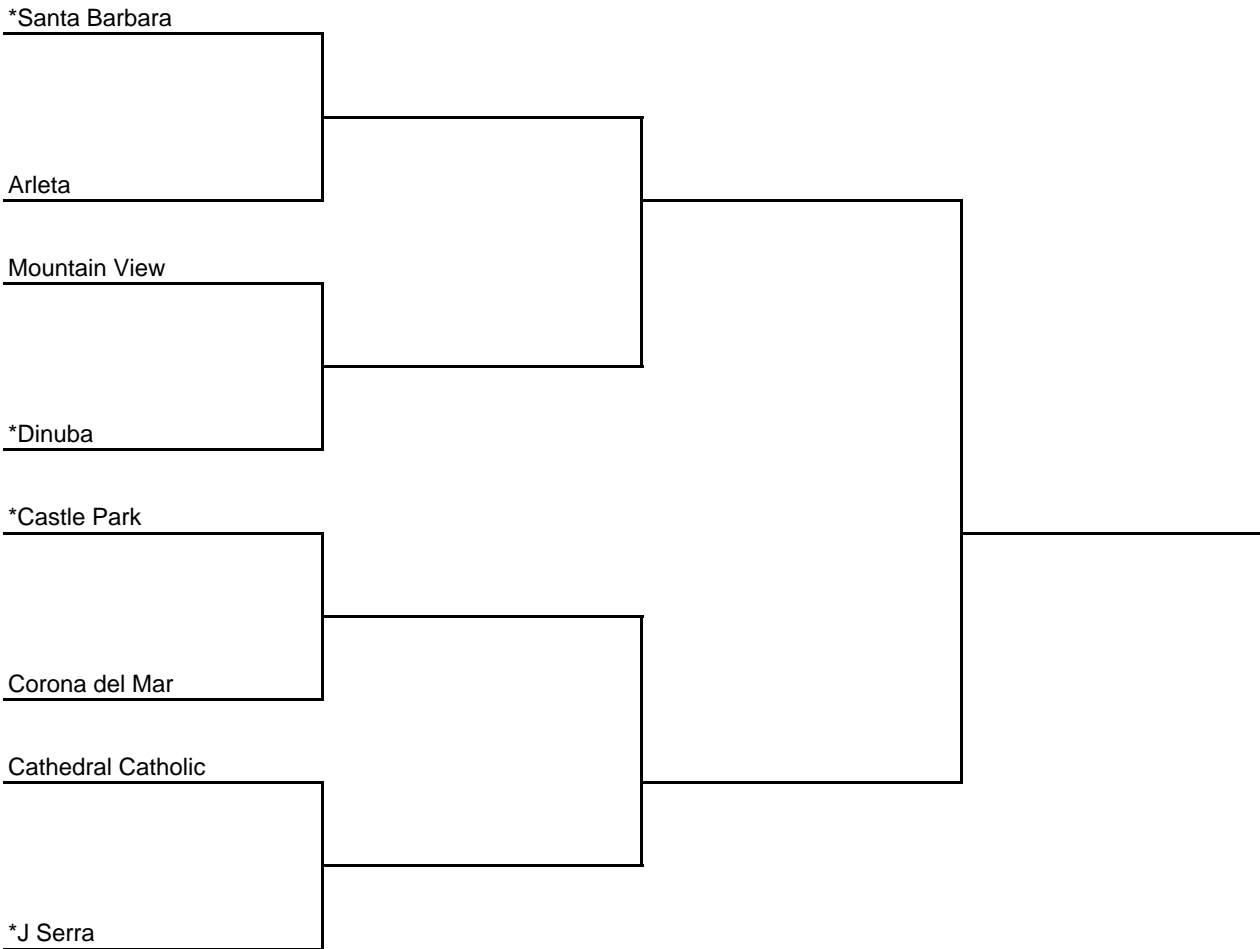 *Santa Barbara
Arleta
Mountain View
*Dinuba
*Castle Park
Corona del Mar
Cathedral Catholic
*J Serra